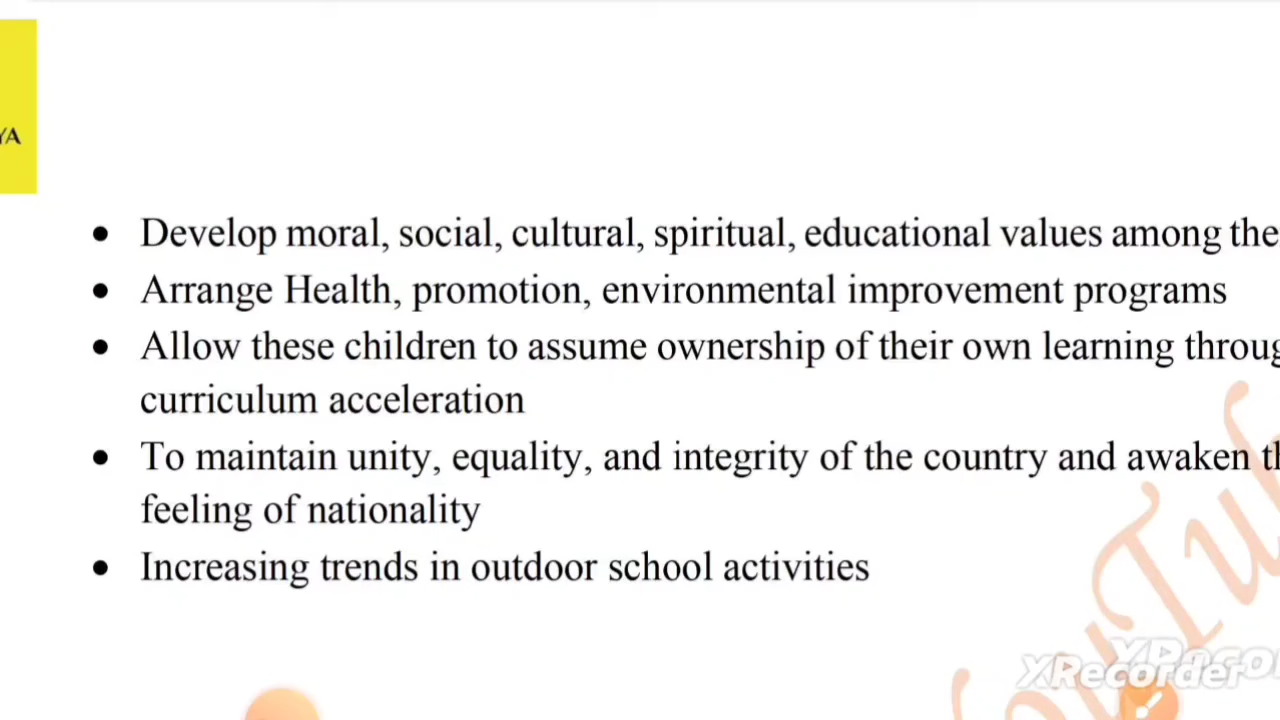 YA
• Develop moral, social, cultural, spiritual, educational values among the
• Arrange Health, promotion, environmental improvement programs
• Allow these children to assume ownership of their own learning
curriculum acceleration
• To maintain unity, equality, and integrity of the country and awaken
feeling of nationality
• Increasing trends in outdoor school activities
XRecorder